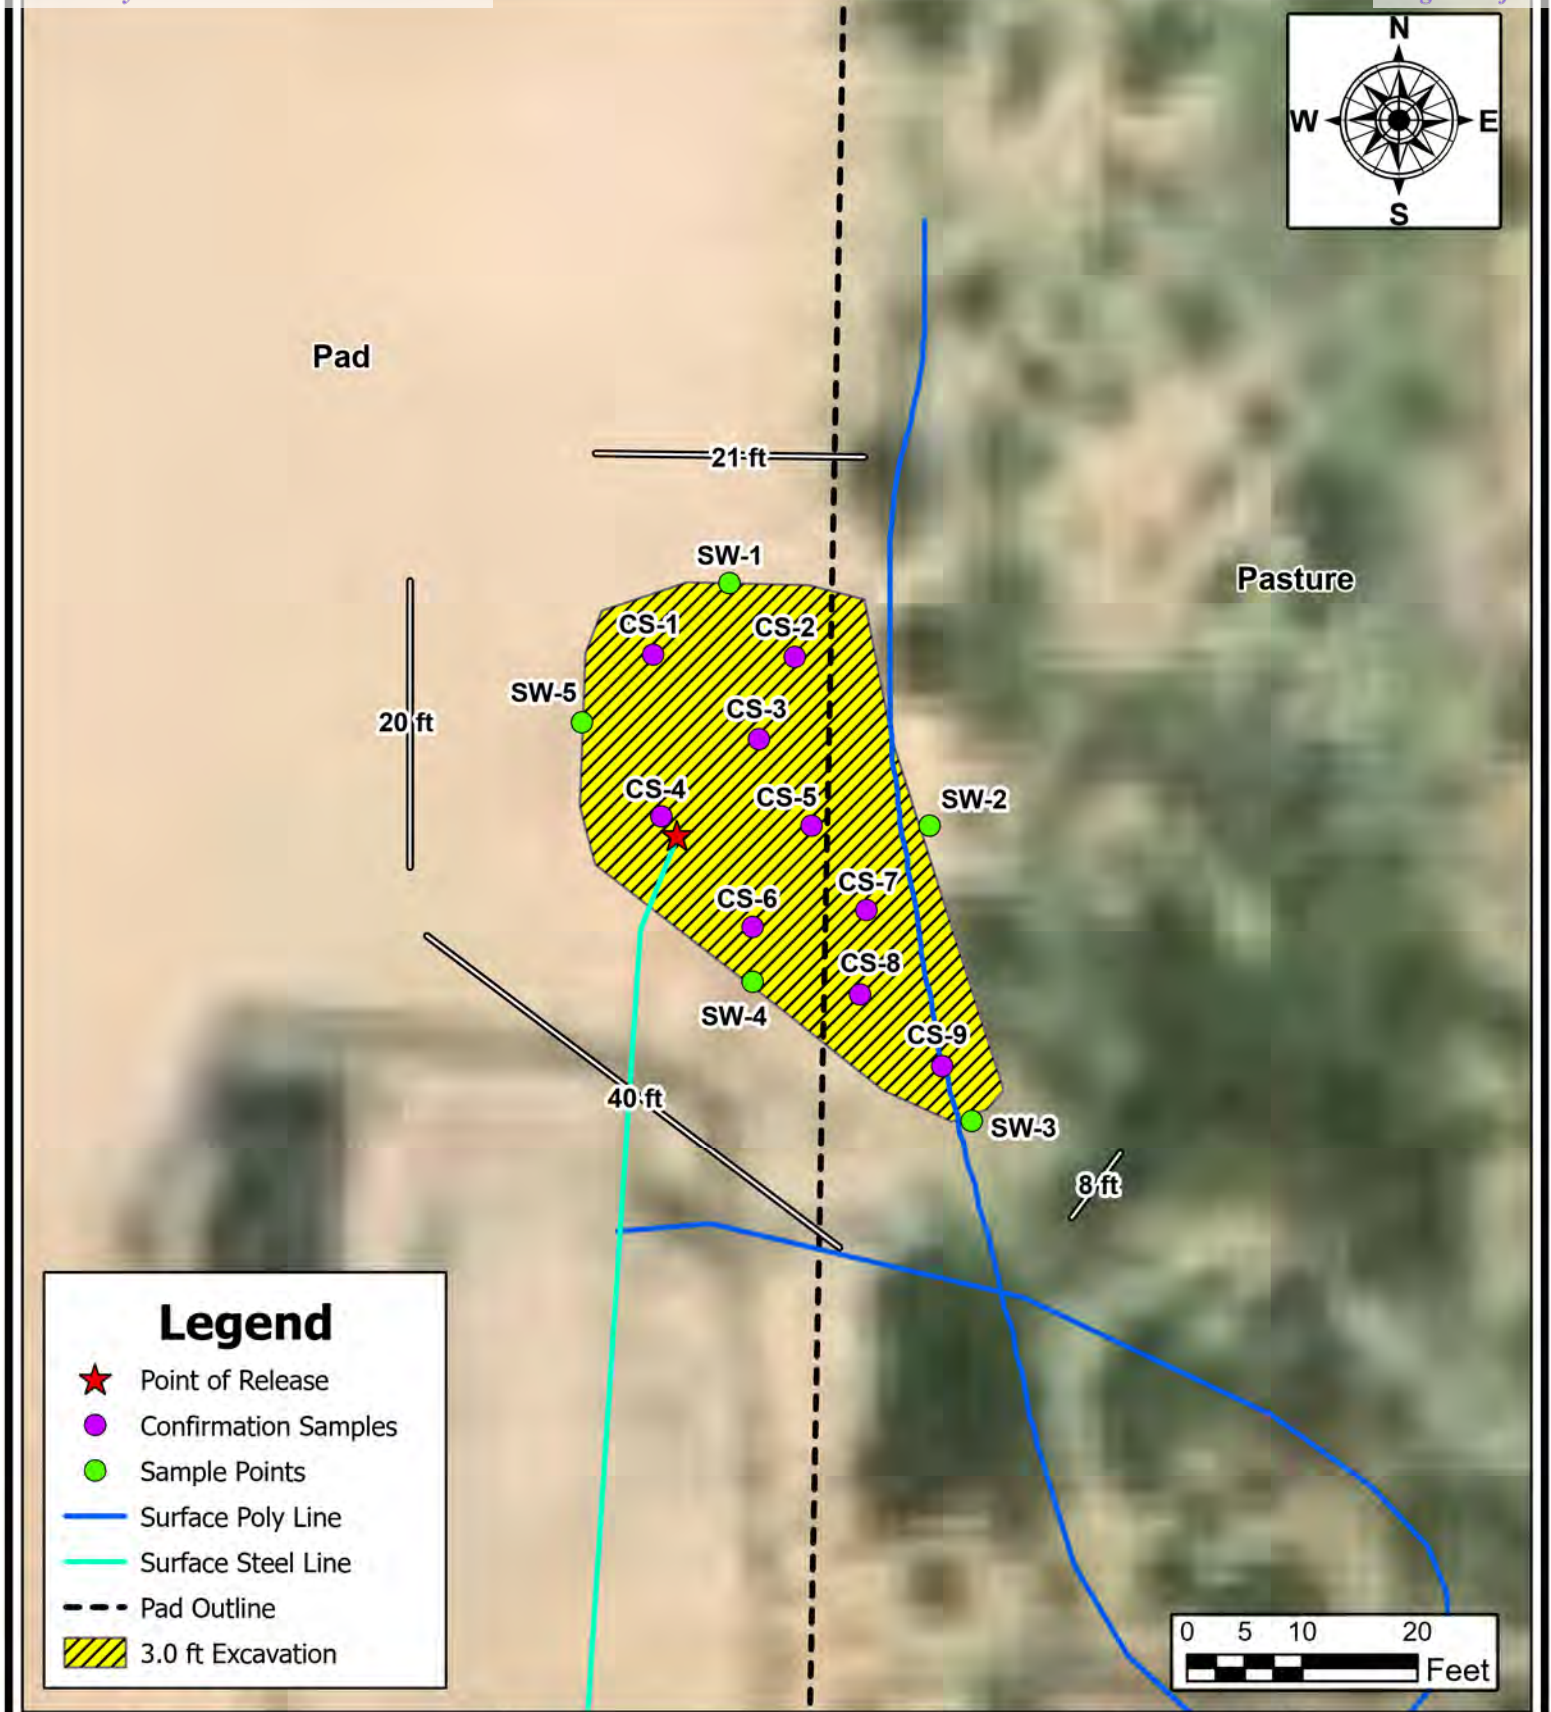 N
W E
S
Pad
21 ft
SW-1
Pasture
CS-1
CS-2
SW-5
CS-3
20 ft
CS-4
CS-5
SW-2
CS-7
CS-6
CS-8
SW-4
CS-9
40 ft
SW-3
8 ft
Legend
Point of Release
Confirmation Samples
Sample Points
Surface Poly Line
Surface Steel Line
Pad Outline
3.0 ft Excavation
0 5 10 20
Feet